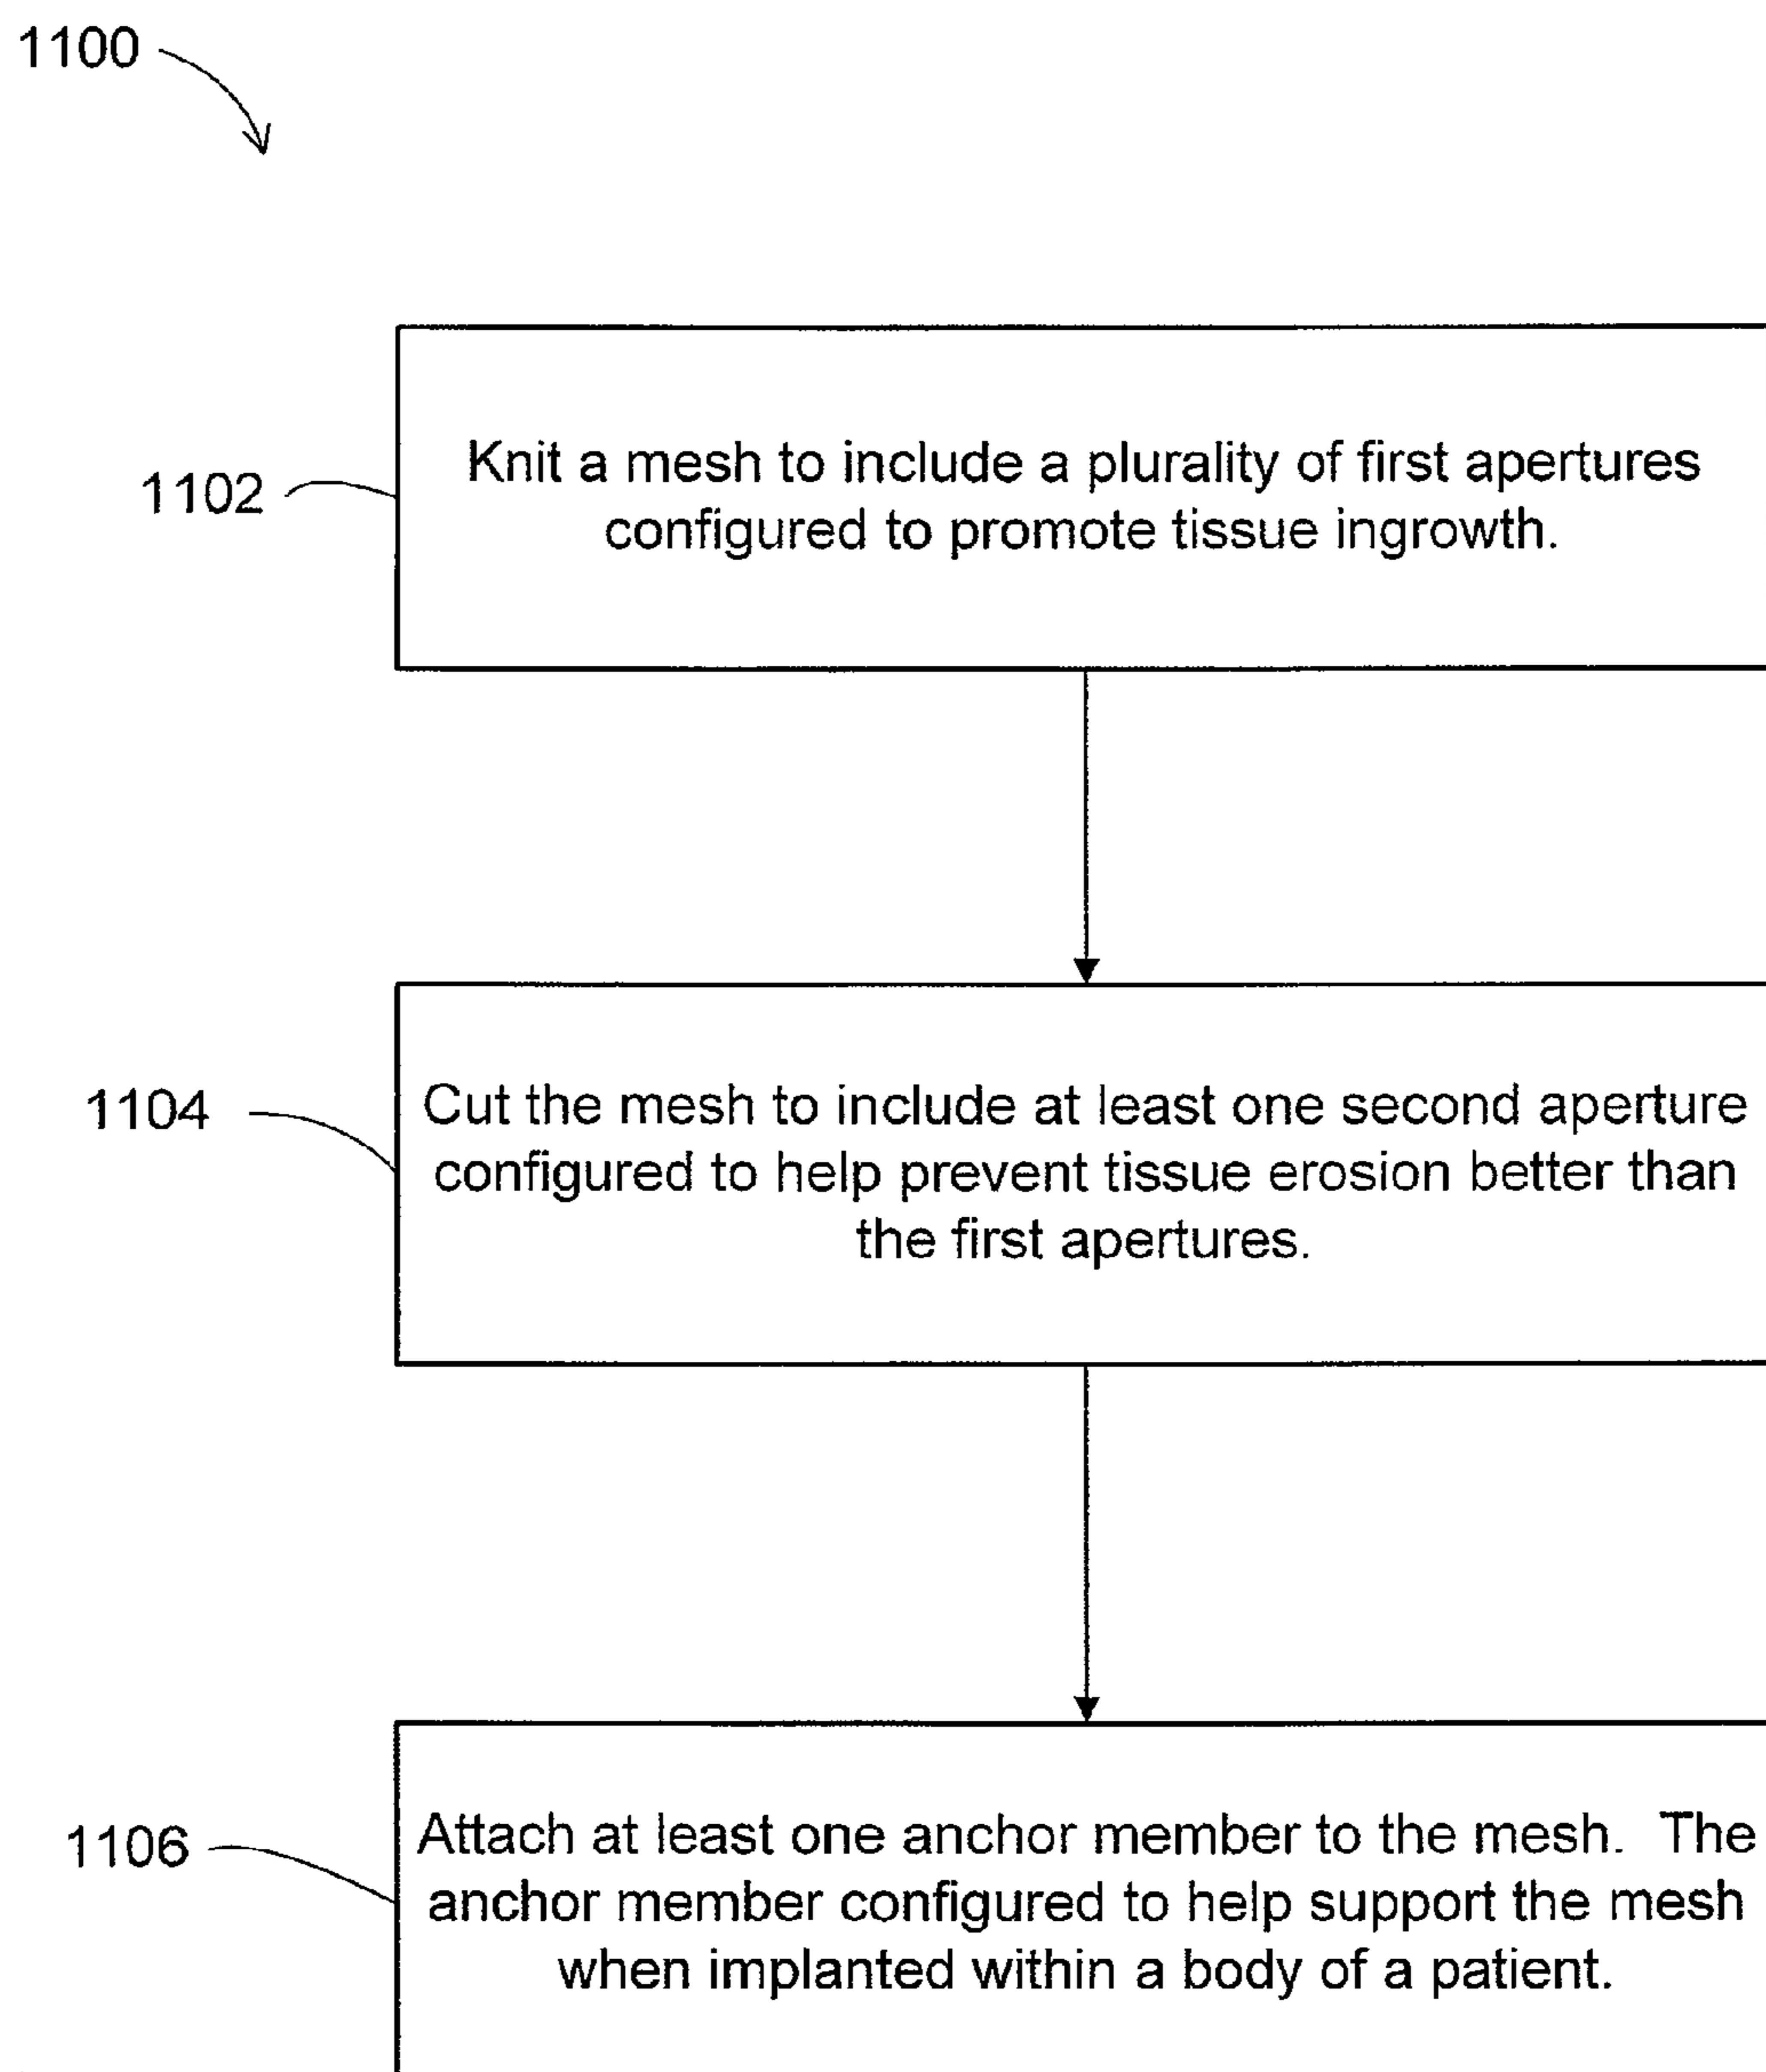 1100
1102
Knit a mesh to include a plurality of first apertures
configured to promote tissue ingrowth.
1104
Cut the mesh to include at least one second aperture
configured to help prevent tissue erosion better than
the first apertures.
1106
Attach at least one anchor member to the mesh.  The
anchor member configured to help support the mesh
when implanted within a body of a patient.